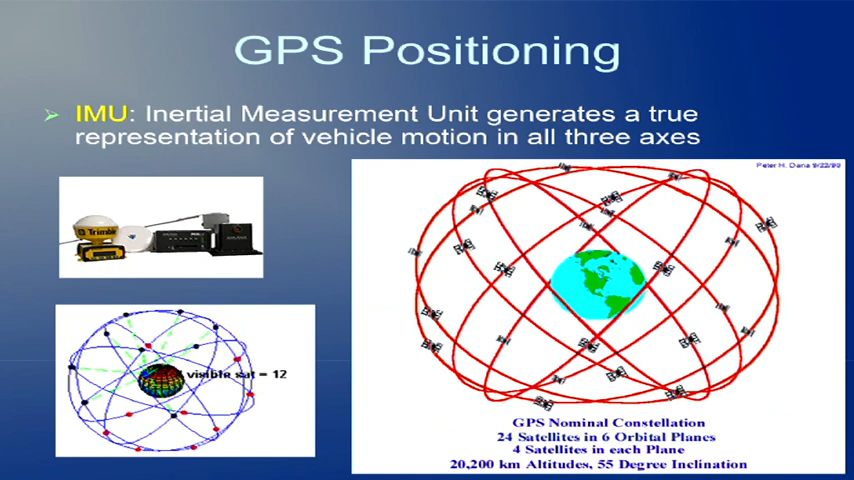 GPS Positioning
IMU: Inertial Measurement Unit generates a true
representation of vehicle motion in all three axes
Peter H. Dana 9/22/98
Trimble
visible sat = 12
GPS Nominal Constellation
24 Satellites in 6 Orbital Planes
4 Satellites in each Plane
20,200 km Altitudes, 55 Degree Inclination